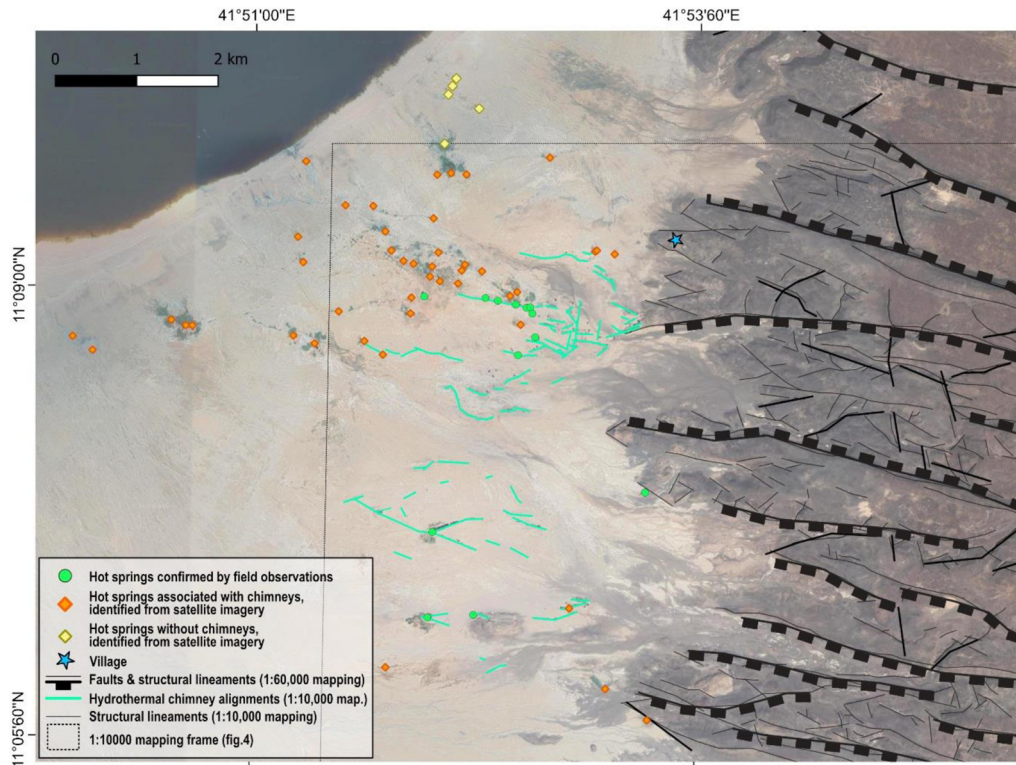 41°51'00"E
41°53'60"E
0 1 2 km
11°09'00"N
11°05'60"N
Hot springs confirmed by field observations
Hot springs associated with chimneys,
identified from satellite imagery
Hot springs without chimneys,
identified from satellite imagery
Village
Faults & structural lineaments (1:60,000 mapping)
Hydrothermal chimney alignments (1:10,000 map.)
Structural lineaments (1:10,000 mapping)
1:10000 mapping frame (fig.4)